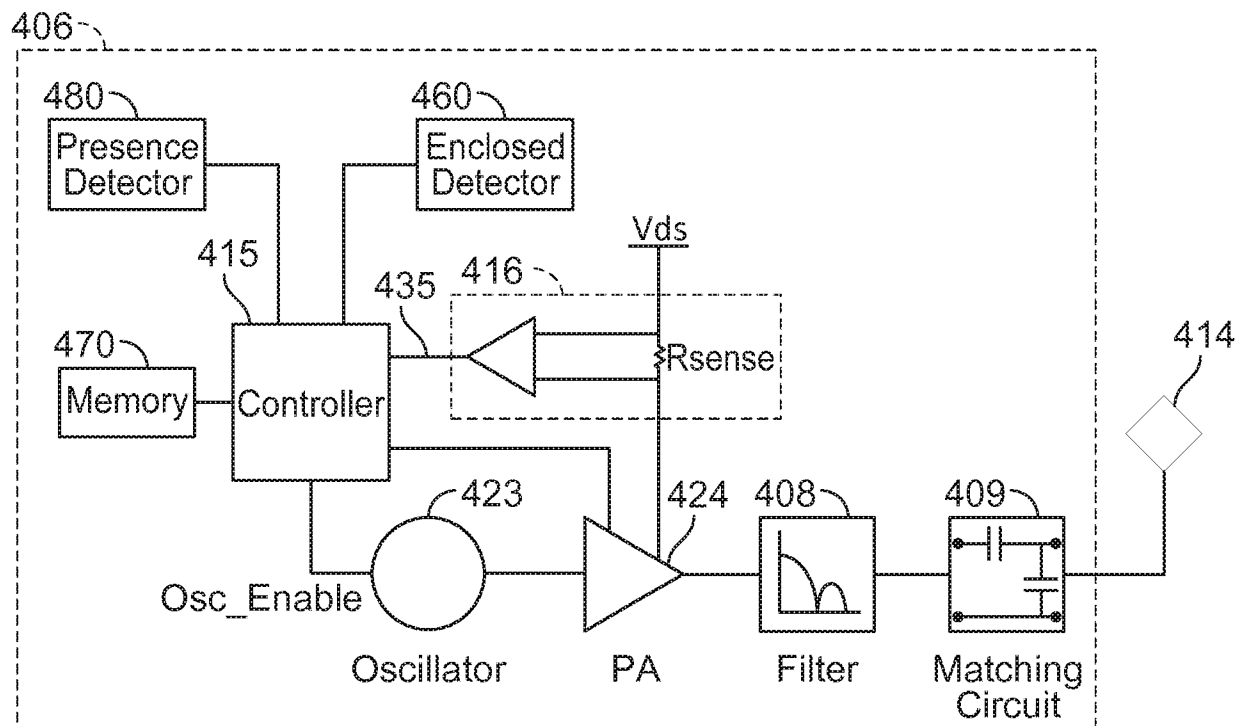 406
480
460
Presence
Detector
Enclosed
Detector
Vds
415
416
435
470
Rsense
414
Memory
Controller
423
424
408
409
Osc_Enable
Oscillator
PA
Filter
Matching
Circuit